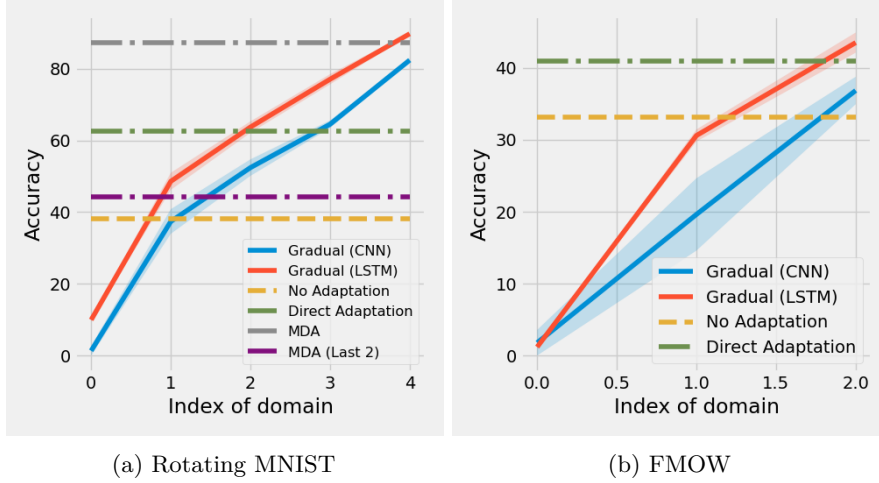 Accuracy
80
60
40
20
0
0 1 2 3 4
Index of domain
Gradual (CNN)
Gradual (LSTM)
No Adaptation
Direct Adaptation
MDA
MDA (Last 2)
(a) Rotating MNIST
Accuracy
40
30
20
10
0
0.0 0.5 1.0 1.5 2.0
Index of domain
Gradual (CNN)
Gradual (LSTM)
No Adaptation
Direct Adaptation
(b) FMOW